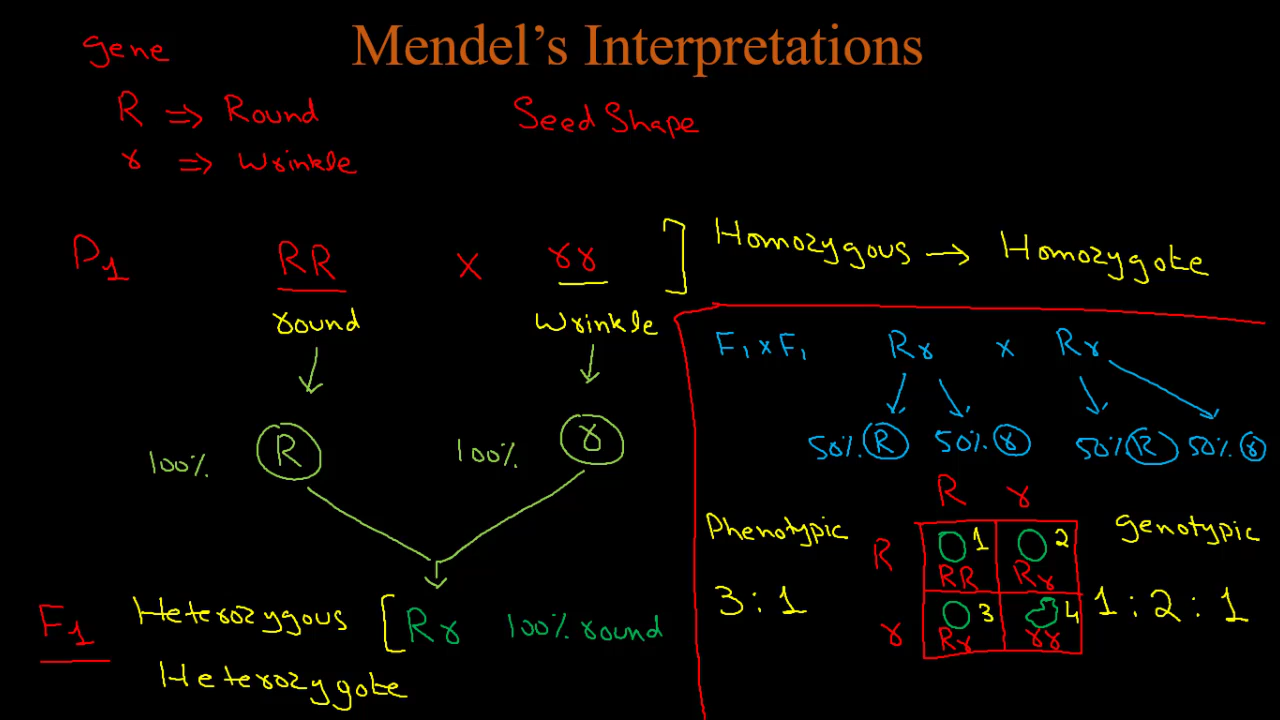 Mendel's Interpretations
gene
R => Round
r => Wrinkle
Seed Shape
P1 RR x rr ] Homozygous → Homozygote
round wrinkle
100% R 100% r
F1 Heterozygous [ Rr 100% round
Heterozygote
F1 x F1 Rr x Rr
50% R 50% r 50% R 50% r
R r
R 1 2
RR Rr
r 3 4
Rr rr
Phenotypic
3 : 1
Genotypic
1 : 2 : 1